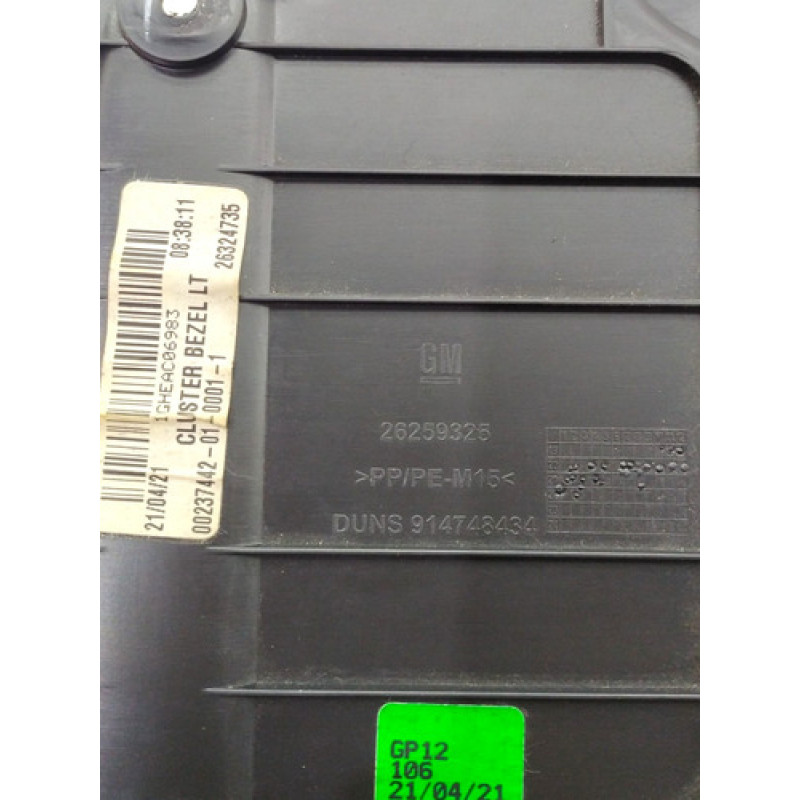 1GHEAC06983
21/04/21 08:38:11
CLUSTER BEZEL LT
00237442-01-0001-1 26324735
GM
26259325
>PP/PE-M15<
DUNS 914748434
GP12
106
21/04/21